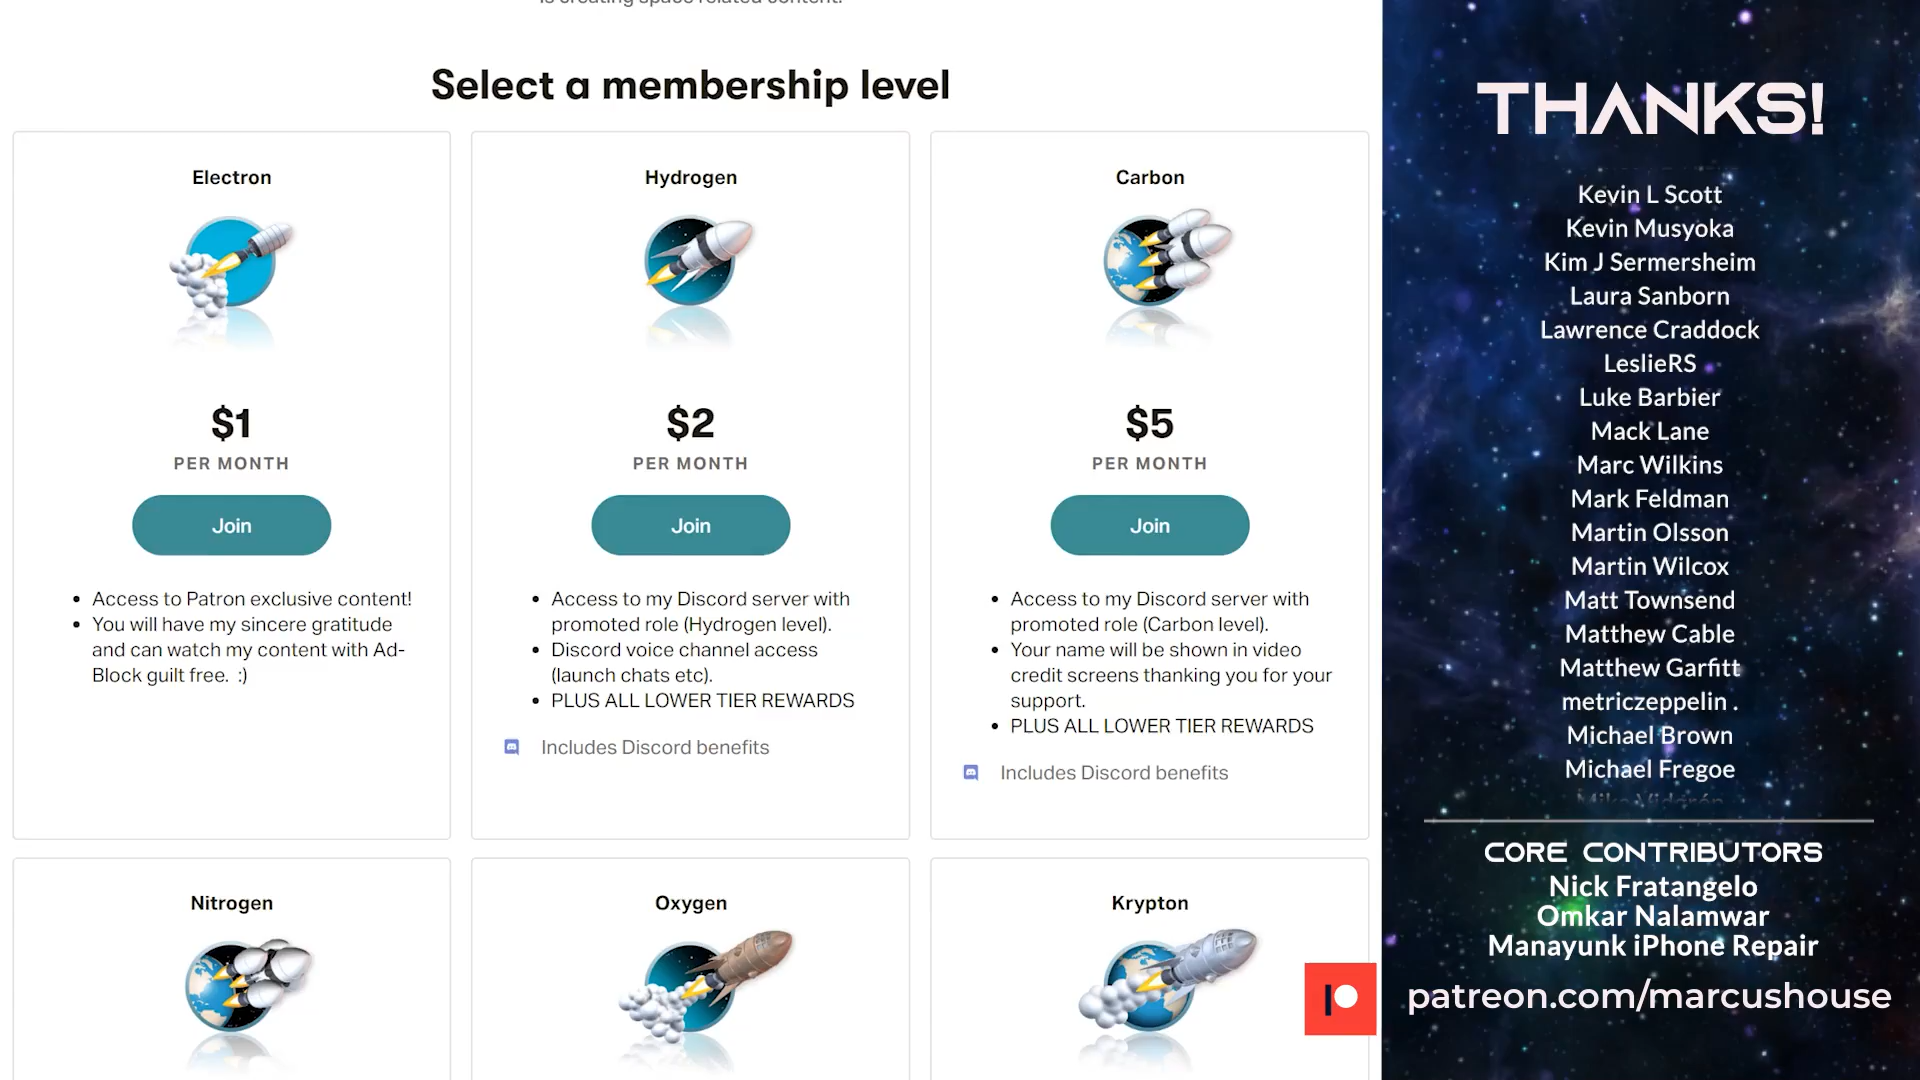 is creating space related content.
Select a membership level
Electron
$1
PER MONTH
Join
• Access to Patron exclusive content!
• You will have my sincere gratitude
and can watch my content with Ad-
Block guilt free. :)
Hydrogen
$2
PER MONTH
Join
• Access to my Discord server with
promoted role (Hydrogen level).
• Discord voice channel access
(launch chats etc).
• PLUS ALL LOWER TIER REWARDS
Includes Discord benefits
Carbon
$5
PER MONTH
Join
• Access to my Discord server with
promoted role (Carbon level).
• Your name will be shown in video
credit screens thanking you for your
support.
• PLUS ALL LOWER TIER REWARDS
Includes Discord benefits
Nitrogen
Oxygen
Krypton
THANKS!
Kevin L Scott
Kevin Musyoka
Kim J Sermersheim
Laura Sanborn
Lawrence Craddock
LeslieRS
Luke Barbier
Mack Lane
Marc Wilkins
Mark Feldman
Martin Olsson
Martin Wilcox
Matt Townsend
Matthew Cable
Matthew Garfitt
metriczeppelin .
Michael Brown
Michael Fregoe
CORE CONTRIBUTORS
Nick Fratangelo
Omkar Nalamwar
Manayunk iPhone Repair
patreon.com/marcushouse